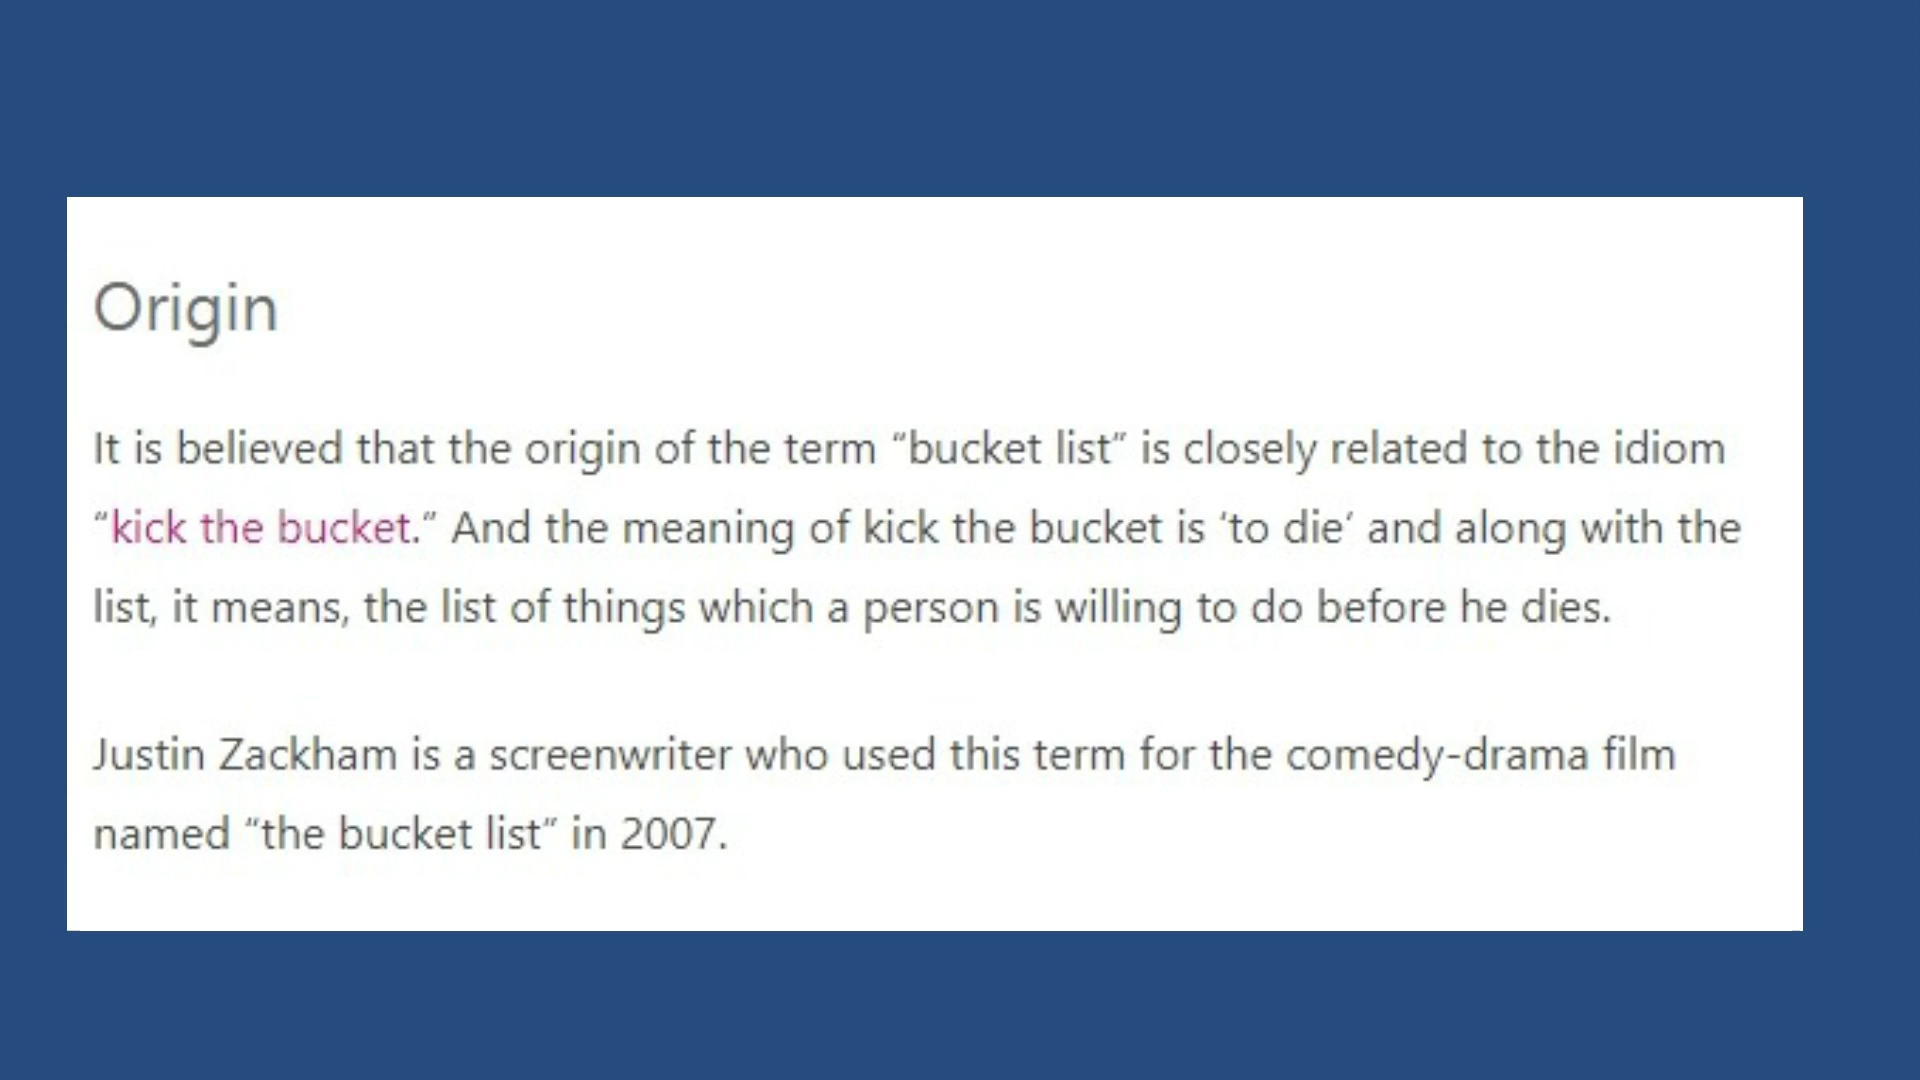 Origin
It is believed that the origin of the term “bucket list” is closely related to the idiom
“kick the bucket.” And the meaning of kick the bucket is ‘to die’ and along with the
list, it means, the list of things which a person is willing to do before he dies.
Justin Zackham is a screenwriter who used this term for the comedy-drama film
named “the bucket list” in 2007.